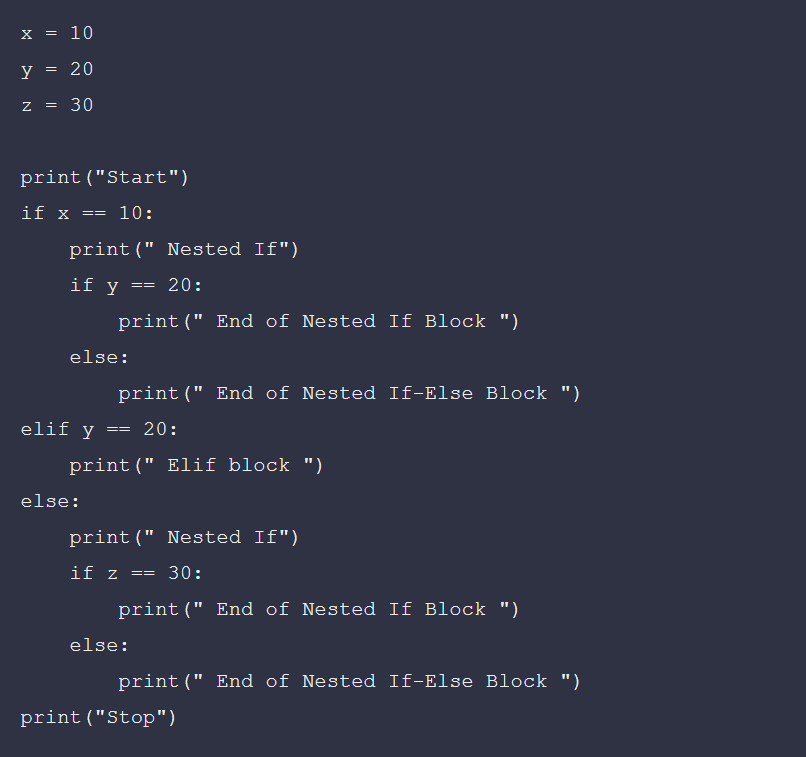 x = 10
y = 20
z = 30

print("Start")
if x == 10:
    print(" Nested If")
    if y == 20:
        print(" End of Nested If Block ")
    else:
        print(" End of Nested If-Else Block ")
elif y == 20:
    print(" Elif block ")
else:
    print(" Nested If")
    if z == 30:
        print(" End of Nested If Block ")
    else:
        print(" End of Nested If-Else Block ")
print("Stop")